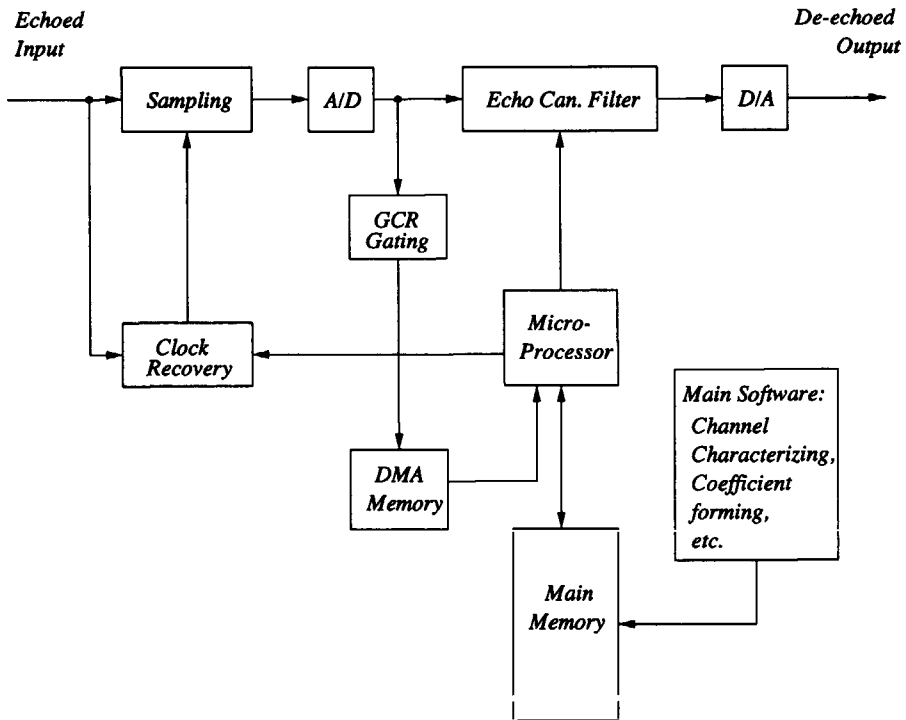 Echoed
Input
De-echoed
Output
Sampling
A/D
Echo Can. Filter
D/A
GCR
Gating
Clock
Recovery
Micro-
Processor
DMA
Memory
Main Software:
Channel
Characterizing,
Coefficient
forming,
etc.
Main
Memory